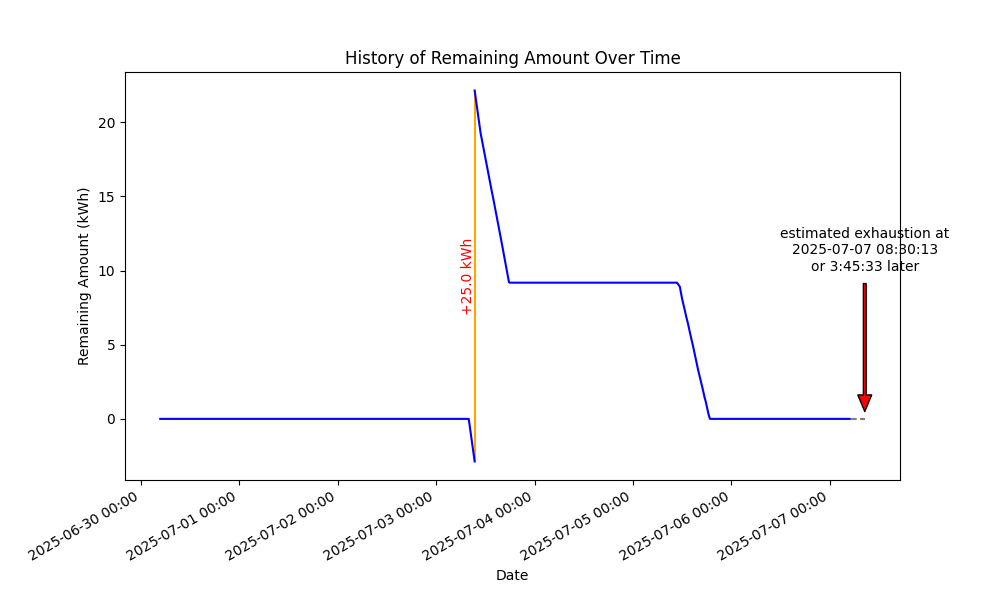 History of Remaining Amount Over Time
Remaining Amount (kWh)
20
15
10
5
0
+25.0 kWh
estimated exhaustion at
2025-07-07 08:30:13
or 3:45:33 later
2025-06-30 00:00
2025-07-01 00:00
2025-07-02 00:00
2025-07-03 00:00
2025-07-04 00:00
2025-07-05 00:00
2025-07-06 00:00
2025-07-07 00:00
Date